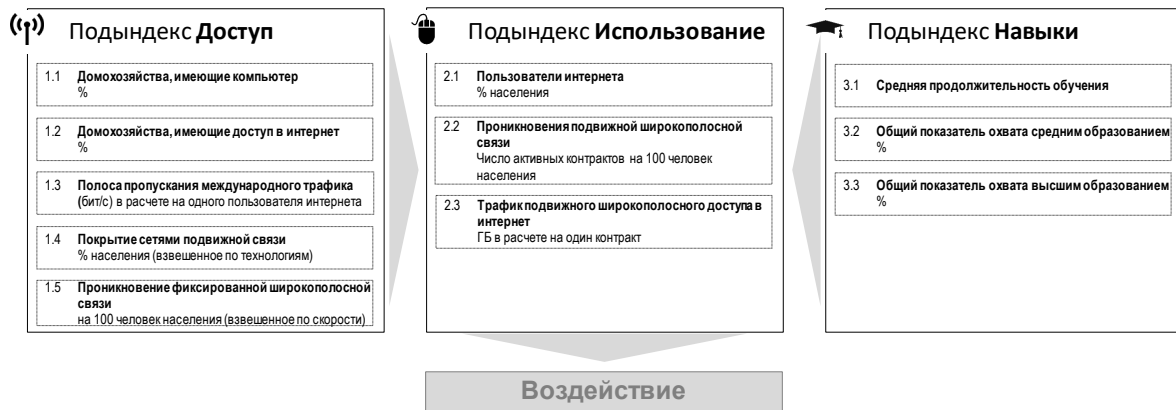 Подындекс Доступ
1.1 Домохозяйства, имеющие компьютер
%
1.2 Домохозяйства, имеющие доступ в интернет
%
1.3 Полоса пропускания международного трафика
(бит/с) в расчете на одного пользователя интернета
1.4 Покрытие сетями подвижной связи
% населения (взвешенное по технологиям)
1.5 Проникновение фиксированной широкополосной
связи
на 100 человек населения (взвешенное по скорости)
Подындекс Использование
2.1 Пользователи интернета
% населения
2.2 Проникновения подвижной широкополосной
связи
Число активных контрактов на 100 человек
населения
2.3 Трафик подвижного широкополосного доступа в
интернет
ГБ в расчете на один контракт
Подындекс Навыки
3.1 Средняя продолжительность обучения
3.2 Общий показатель охвата средним образованием
%
3.3 Общий показатель охвата высшим образованием
%
Воздействие